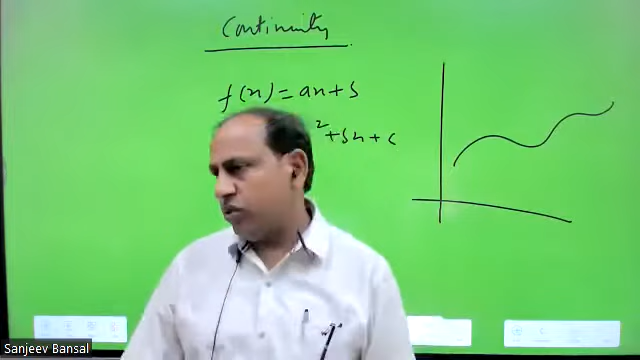 Continuity
f(x) = ax + b
² + bx + c
Sanjeev Bansal